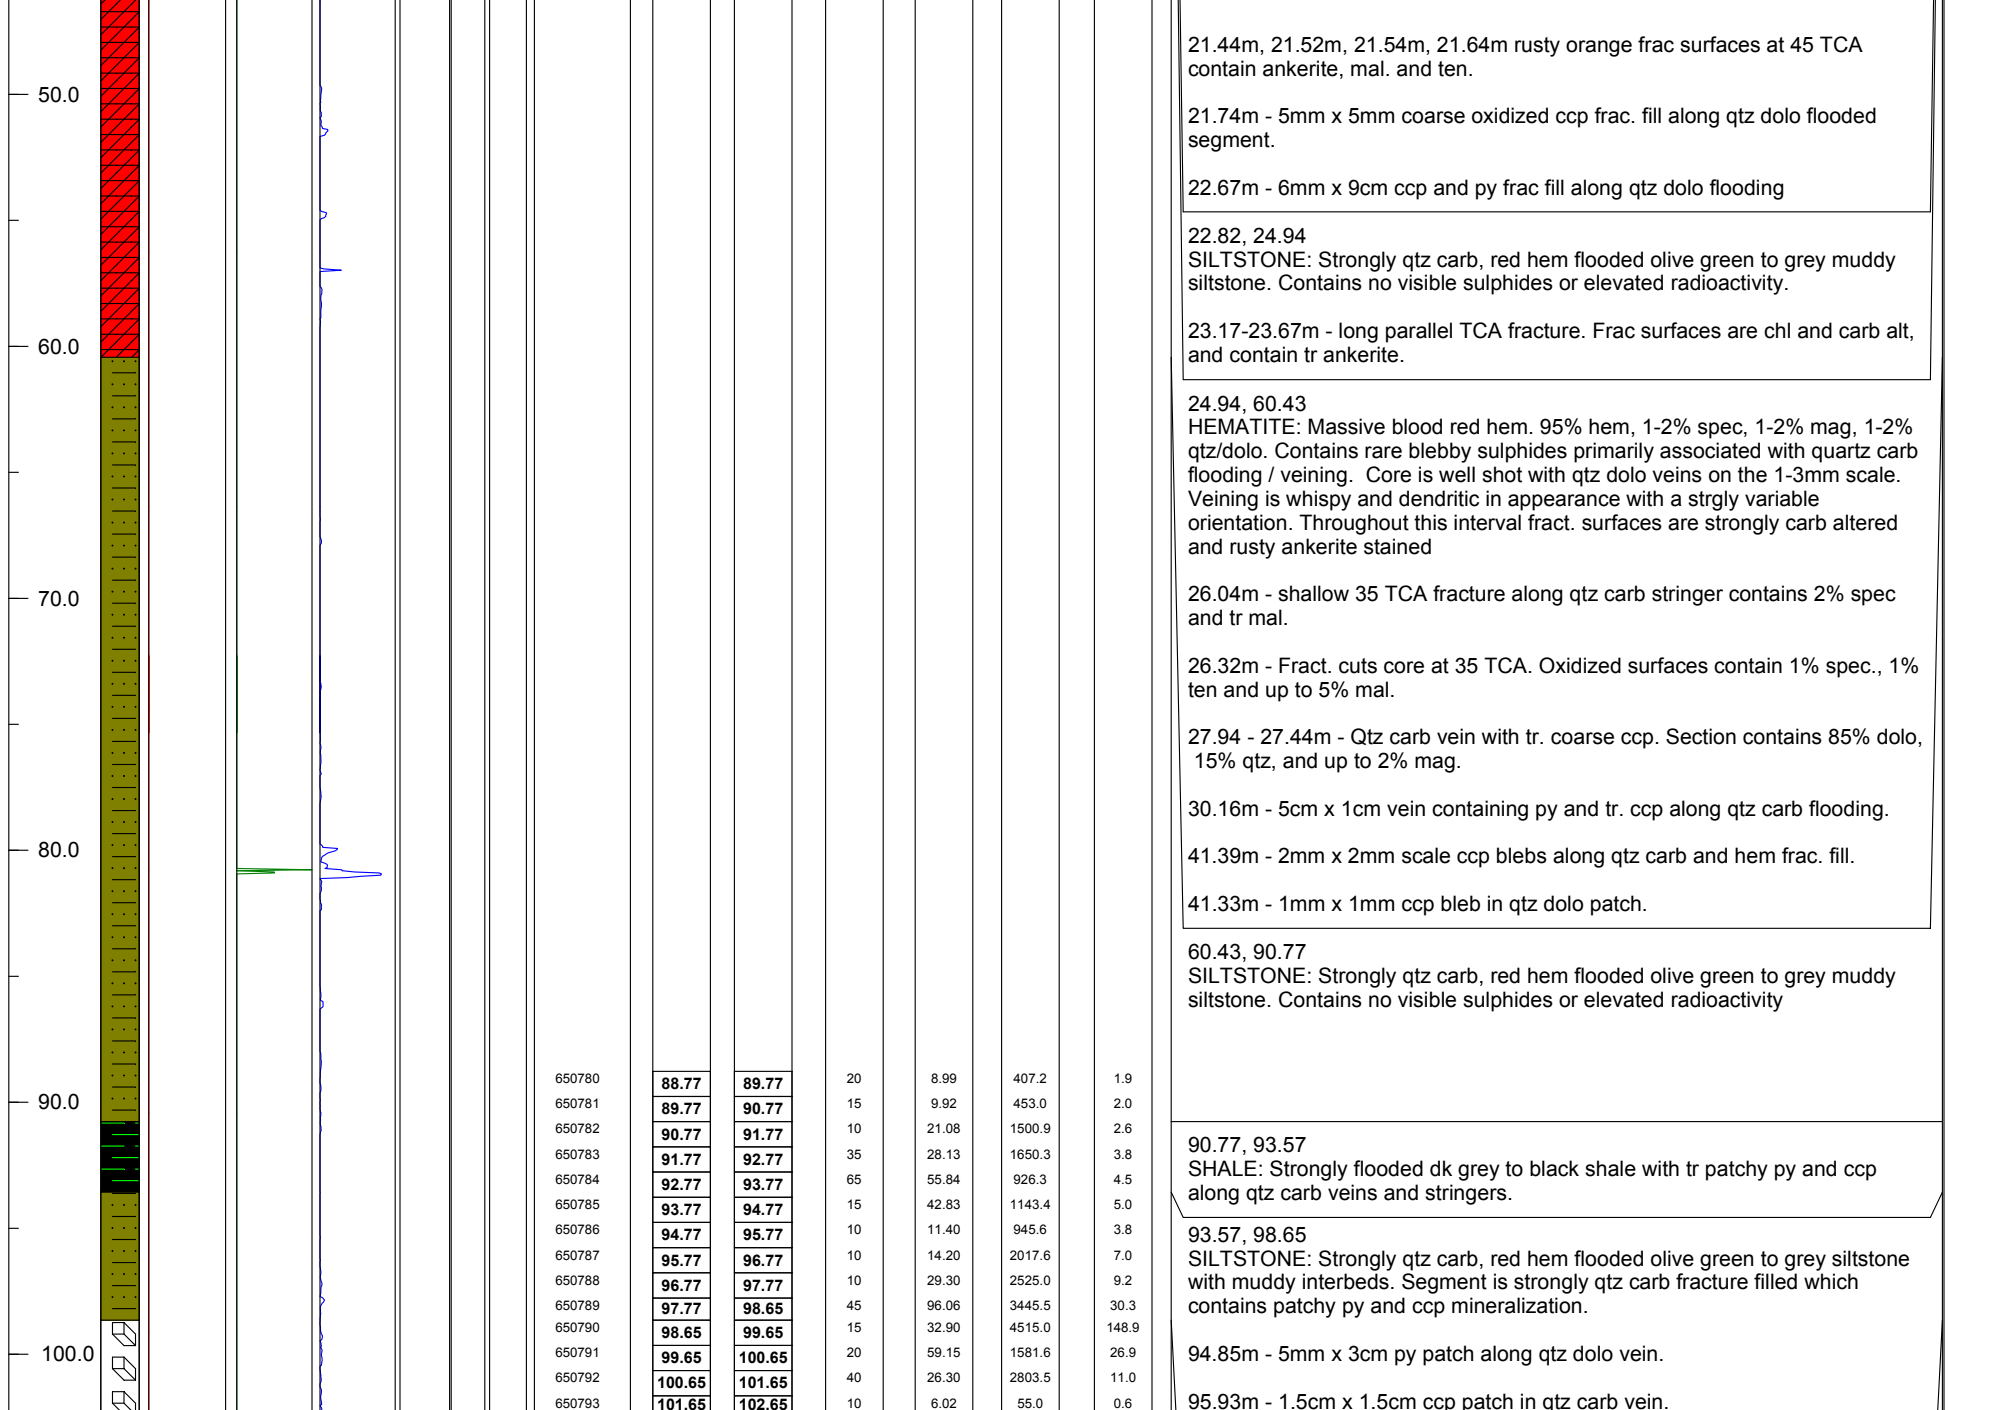 50.0
60.0
70.0
80.0
90.0
100.0
650780 88.77 89.77 20 8.99 407.2 1.9
650781 89.77 90.77 15 9.92 453.0 2.0
650782 90.77 91.77 10 21.08 1500.9 2.6
650783 91.77 92.77 35 28.13 1650.3 3.8
650784 92.77 93.77 65 55.84 926.3 4.5
650785 93.77 94.77 15 42.83 1143.4 5.0
650786 94.77 95.77 10 11.40 945.6 3.8
650787 95.77 96.77 10 14.20 2017.6 7.0
650788 96.77 97.77 10 29.30 2525.0 9.2
650789 97.77 98.65 45 96.06 3445.5 30.3
650790 98.65 99.65 15 32.90 4515.0 148.9
650791 99.65 100.65 20 59.15 1581.6 26.9
650792 100.65 101.65 40 26.30 2803.5 11.0
650793 101.65 102.65 10 6.02 55.0 0.6
21.44m, 21.52m, 21.54m, 21.64m rusty orange frac surfaces at 45 TCA
contain ankerite, mal. and ten.
21.74m - 5mm x 5mm coarse oxidized ccp frac. fill along qtz dolo flooded
segment.
22.67m - 6mm x 9cm ccp and py frac fill along qtz dolo flooding
22.82, 24.94
SILTSTONE: Strongly qtz carb, red hem flooded olive green to grey muddy
siltstone. Contains no visible sulphides or elevated radioactivity.
23.17-23.67m - long parallel TCA fracture. Frac surfaces are chl and carb alt,
and contain tr ankerite.
24.94, 60.43
HEMATITE: Massive blood red hem. 95% hem, 1-2% spec, 1-2% mag, 1-2%
qtz/dolo. Contains rare blebby sulphides primarily associated with quartz carb
flooding / veining. Core is well shot with qtz dolo veins on the 1-3mm scale.
Veining is whispy and dendritic in appearance with a strgly variable
orientation. Throughout this interval fract. surfaces are strongly carb altered
and rusty ankerite stained
26.04m - shallow 35 TCA fracture along qtz carb stringer contains 2% spec
and tr mal.
26.32m - Fract. cuts core at 35 TCA. Oxidized surfaces contain 1% spec., 1%
ten and up to 5% mal.
27.94 - 27.44m - Qtz carb vein with tr. coarse ccp. Section contains 85% dolo,
15% qtz, and up to 2% mag.
30.16m - 5cm x 1cm vein containing py and tr. ccp along qtz carb flooding.
41.39m - 2mm x 2mm scale ccp blebs along qtz carb and hem frac. fill.
41.33m - 1mm x 1mm ccp bleb in qtz dolo patch.
60.43, 90.77
SILTSTONE: Strongly qtz carb, red hem flooded olive green to grey muddy
siltstone. Contains no visible sulphides or elevated radioactivity
90.77, 93.57
SHALE: Strongly flooded dk grey to black shale with tr patchy py and ccp
along qtz carb veins and stringers.
93.57, 98.65
SILTSTONE: Strongly qtz carb, red hem flooded olive green to grey siltstone
with muddy interbeds. Segment is strongly qtz carb fracture filled which
contains patchy py and ccp mineralization.
94.85m - 5mm x 3cm py patch along qtz dolo vein.
95.93m - 1.5cm x 1.5cm ccp patch in qtz carb vein.